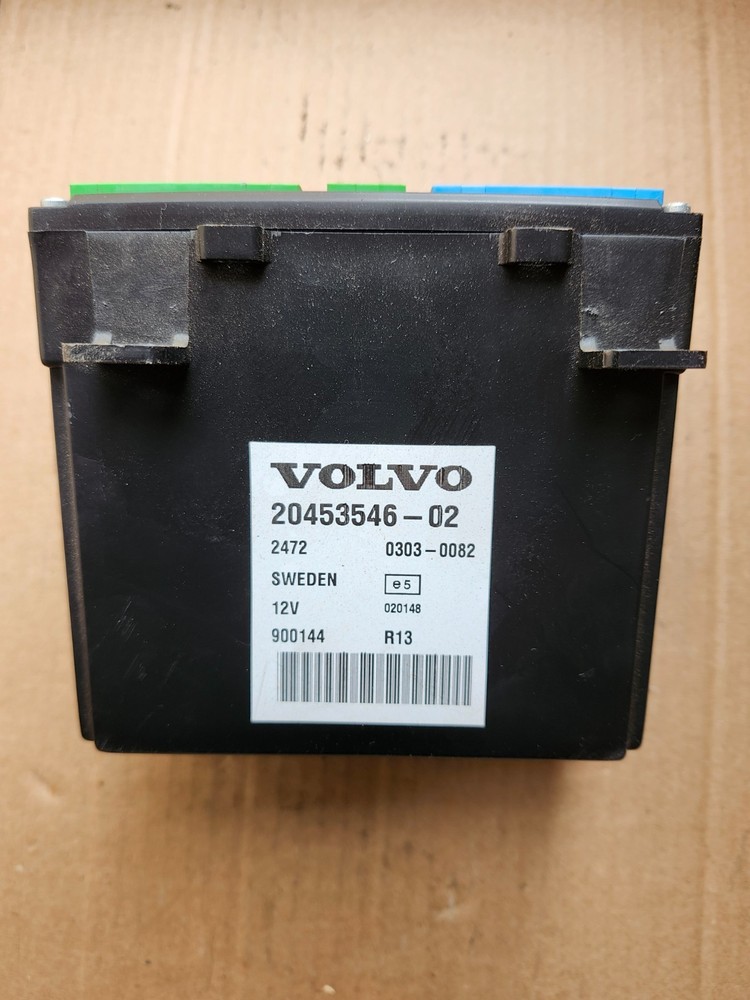 VOLVO
20453546-02
2472 0303-0082
SWEDEN e5
12V 020148
900144 R13